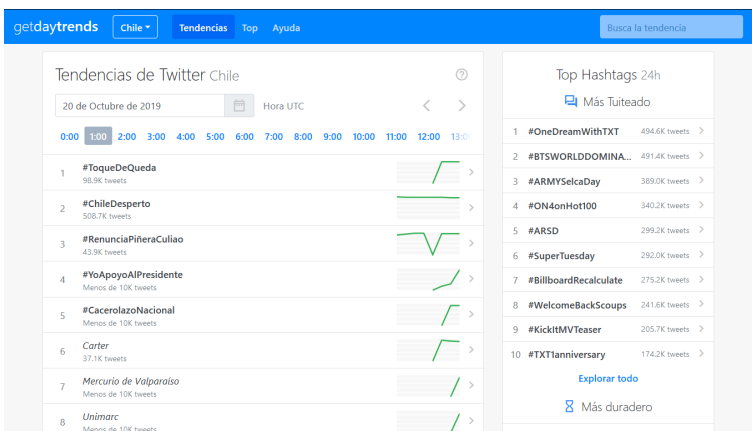 getdaytrends Chile Tendencias Top Ayuda Busca la tendencia
Tendencias de Twitter Chile
20 de Octubre de 2019 Hora UTC
0:00 1:00 2:00 3:00 4:00 5:00 6:00 7:00 8:00 9:00 10:00 11:00 12:00 13:0
1 #ToqueDeQueda
98.9K tweets
2 #ChileDesperto
508.7K tweets
3 #RenunciaPiñeraCuliao
43.9K tweets
4 #YoApoyoAlPresidente
Menos de 10K tweets
5 #CacerolazoNacional
Menos de 10K tweets
6 Carter
37.1K tweets
7 Mercurio de Valparaíso
Menos de 10K tweets
8 Unimarc
Menos de 10K tweets
Top Hashtags 24h
Más Tuiteado
1 #OneDreamWithTXT 494.6K tweets
2 #BTSWORLDDOMINA... 491.4K tweets
3 #ARMYSelcaDay 389.0K tweets
4 #ON4onHot100 340.2K tweets
5 #ARSD 299.2K tweets
6 #SuperTuesday 292.0K tweets
7 #BillboardRecalculate 275.2K tweets
8 #WelcomeBackScoups 241.6K tweets
9 #KickItMVTeaser 205.7K tweets
10 #TXT1anniversary 174.2K tweets
Explorar todo
Más duradero